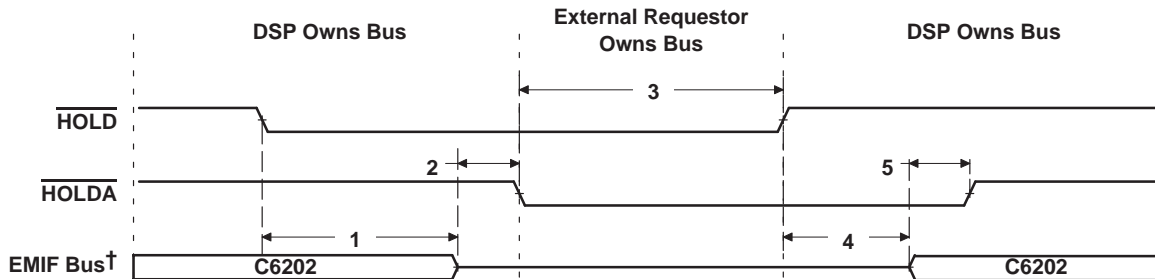 DSP Owns Bus
External Requestor
Owns Bus
DSP Owns Bus
3
HOLD
2
5
HOLDA
1
4
EMIF Bus†
C6202
C6202